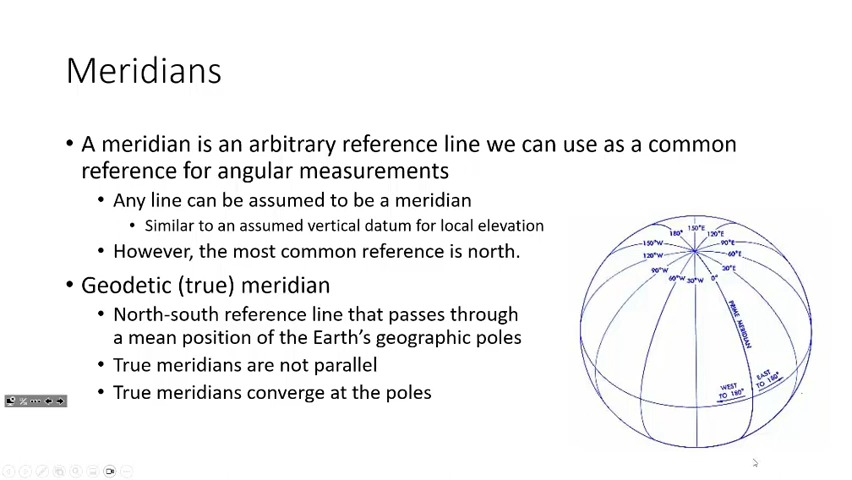 Meridians
• A meridian is an arbitrary reference line we can use as a common
reference for angular measurements
• Any line can be assumed to be a meridian
• Similar to an assumed vertical datum for local elevation
• However, the most common reference is north.
• Geodetic (true) meridian
• North-south reference line that passes through
a mean position of the Earth's geographic poles
• True meridians are not parallel
• True meridians converge at the poles
180° 150°E 120°E
150°W 90°E
120°W 60°E
90°W 30°E
60°W 30°W 0°
PRIME MERIDIAN
WEST
TO 180°
EAST
TO 180°